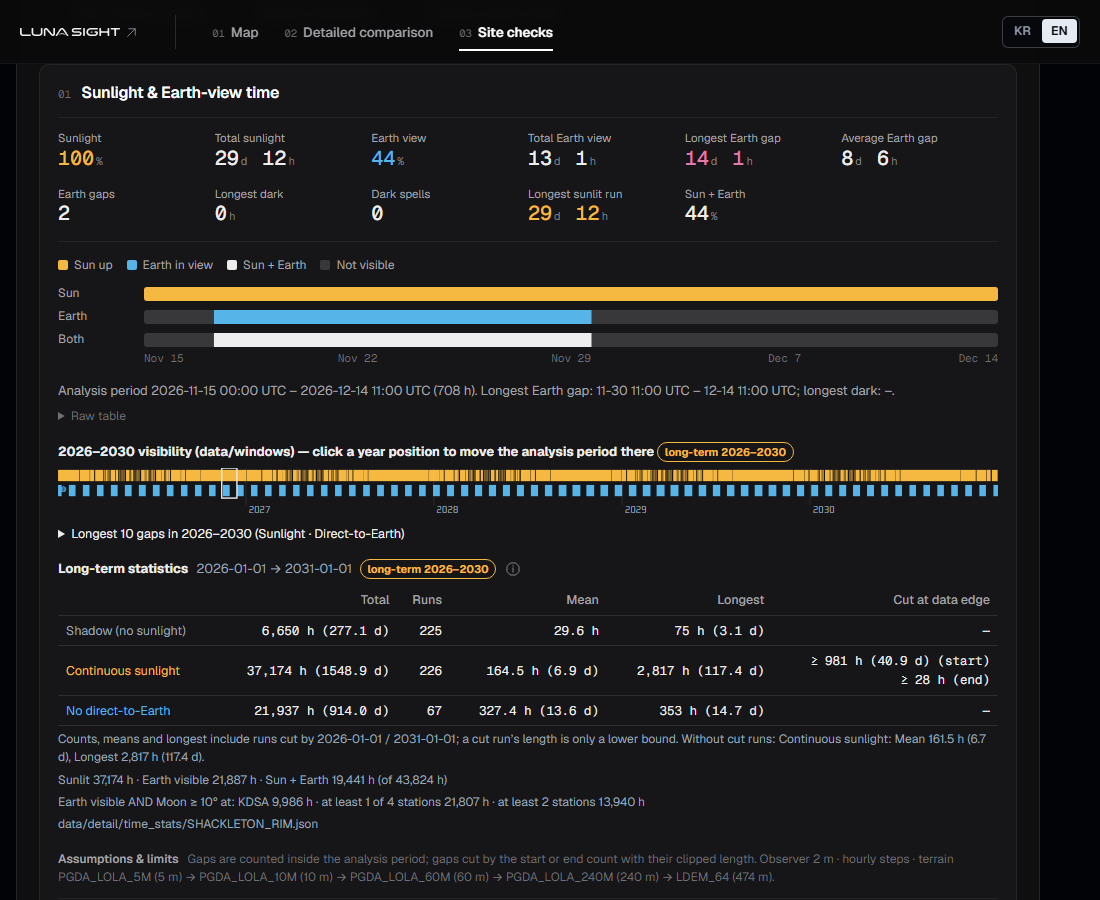 LUNA SIGHT ↗
01 Map 02 Detailed comparison 03 Site checks
KR EN
01 Sunlight & Earth-view time
Sunlight Total sunlight Earth view Total Earth view Longest Earth gap Average Earth gap
100% 29d 12h 44% 13d 1h 14d 1h 8d 6h
Earth gaps Longest dark Dark spells Longest sunlit run Sun + Earth
2 0h 0 29d 12h 44%
Sun up Earth in view Sun + Earth Not visible
Sun
Earth
Both
Nov 15 Nov 22 Nov 29 Dec 7 Dec 14
Analysis period 2026-11-15 00:00 UTC – 2026-12-14 11:00 UTC (708 h). Longest Earth gap: 11-30 11:00 UTC – 12-14 11:00 UTC; longest dark: –.
▶ Raw table
2026–2030 visibility (data/windows) — click a year position to move the analysis period there long-term 2026–2030
2027 2028 2029 2030
▶ Longest 10 gaps in 2026–2030 (Sunlight · Direct-to-Earth)
Long-term statistics 2026-01-01 → 2031-01-01 long-term 2026–2030 ⓘ
Total Runs Mean Longest Cut at data edge
Shadow (no sunlight) 6,650 h (277.1 d) 225 29.6 h 75 h (3.1 d) –
Continuous sunlight 37,174 h (1548.9 d) 226 164.5 h (6.9 d) 2,817 h (117.4 d) ≥ 981 h (40.9 d) (start)
≥ 28 h (end)
No direct-to-Earth 21,937 h (914.0 d) 67 327.4 h (13.6 d) 353 h (14.7 d) –
Counts, means and longest include runs cut by 2026-01-01 / 2031-01-01; a cut run's length is only a lower bound. Without cut runs: Continuous sunlight: Mean 161.5 h (6.7
d), Longest 2,817 h (117.4 d).
Sunlit 37,174 h · Earth visible 21,887 h · Sun + Earth 19,441 h (of 43,824 h)
Earth visible AND Moon ≥ 10° at: KDSA 9,986 h · at least 1 of 4 stations 21,807 h · at least 2 stations 13,940 h
data/detail/time_stats/SHACKLETON_RIM.json
Assumptions & limits Gaps are counted inside the analysis period; gaps cut by the start or end count with their clipped length. Observer 2 m · hourly steps · terrain
PGDA_LOLA_5M (5 m) → PGDA_LOLA_10M (10 m) → PGDA_LOLA_60M (60 m) → PGDA_LOLA_240M (240 m) → LDEM_64 (474 m).